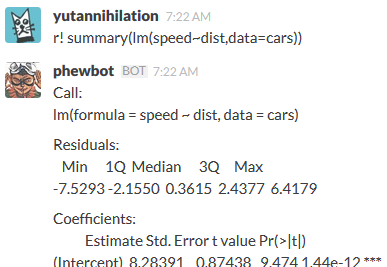 yutannihilation 7:22 AM
r! summary(lm(speed~dist,data=cars))
phewbot BOT 7:22 AM
Call:
lm(formula = speed ~ dist, data = cars)
Residuals:
Min 1Q Median 3Q Max
-7.5293 -2.1550 0.3615 2.4377 6.4179
Coefficients:
Estimate Std. Error t value Pr(>|t|)
(Intercept) 8.28391 0.87438 9.474 1.44e-12 ***